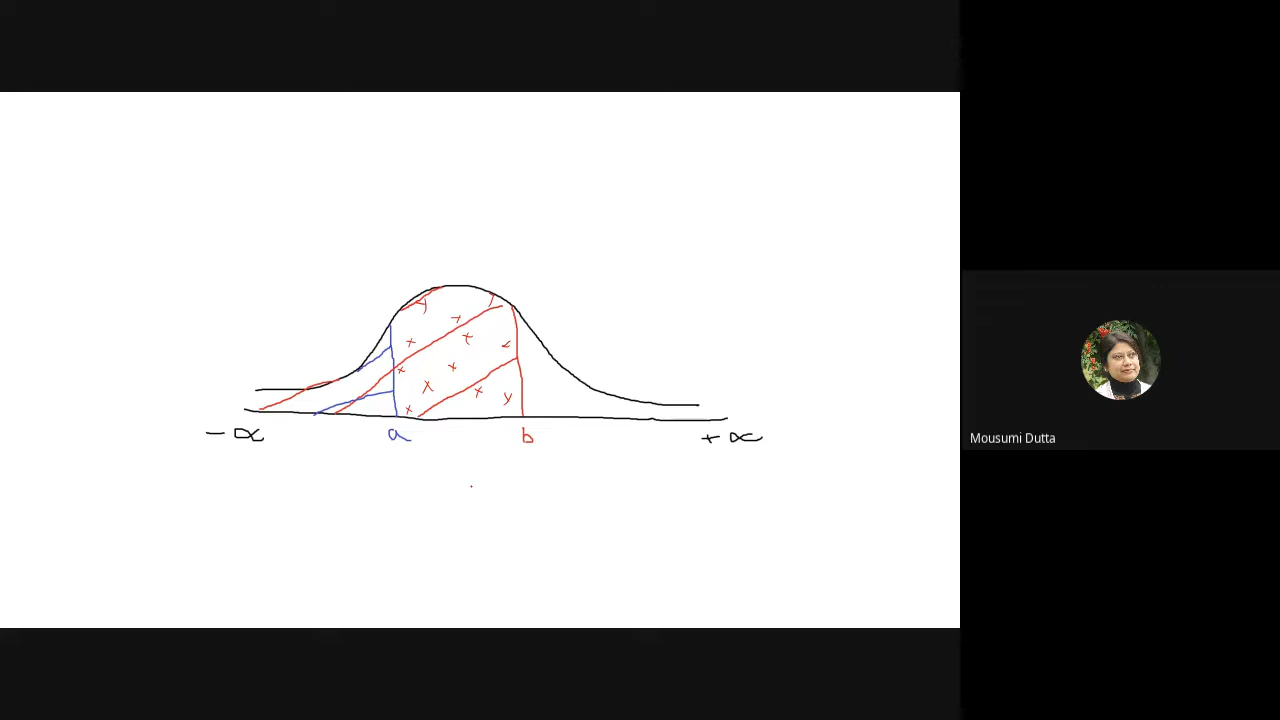 - ∞ a b + ∞
Mousumi Dutta